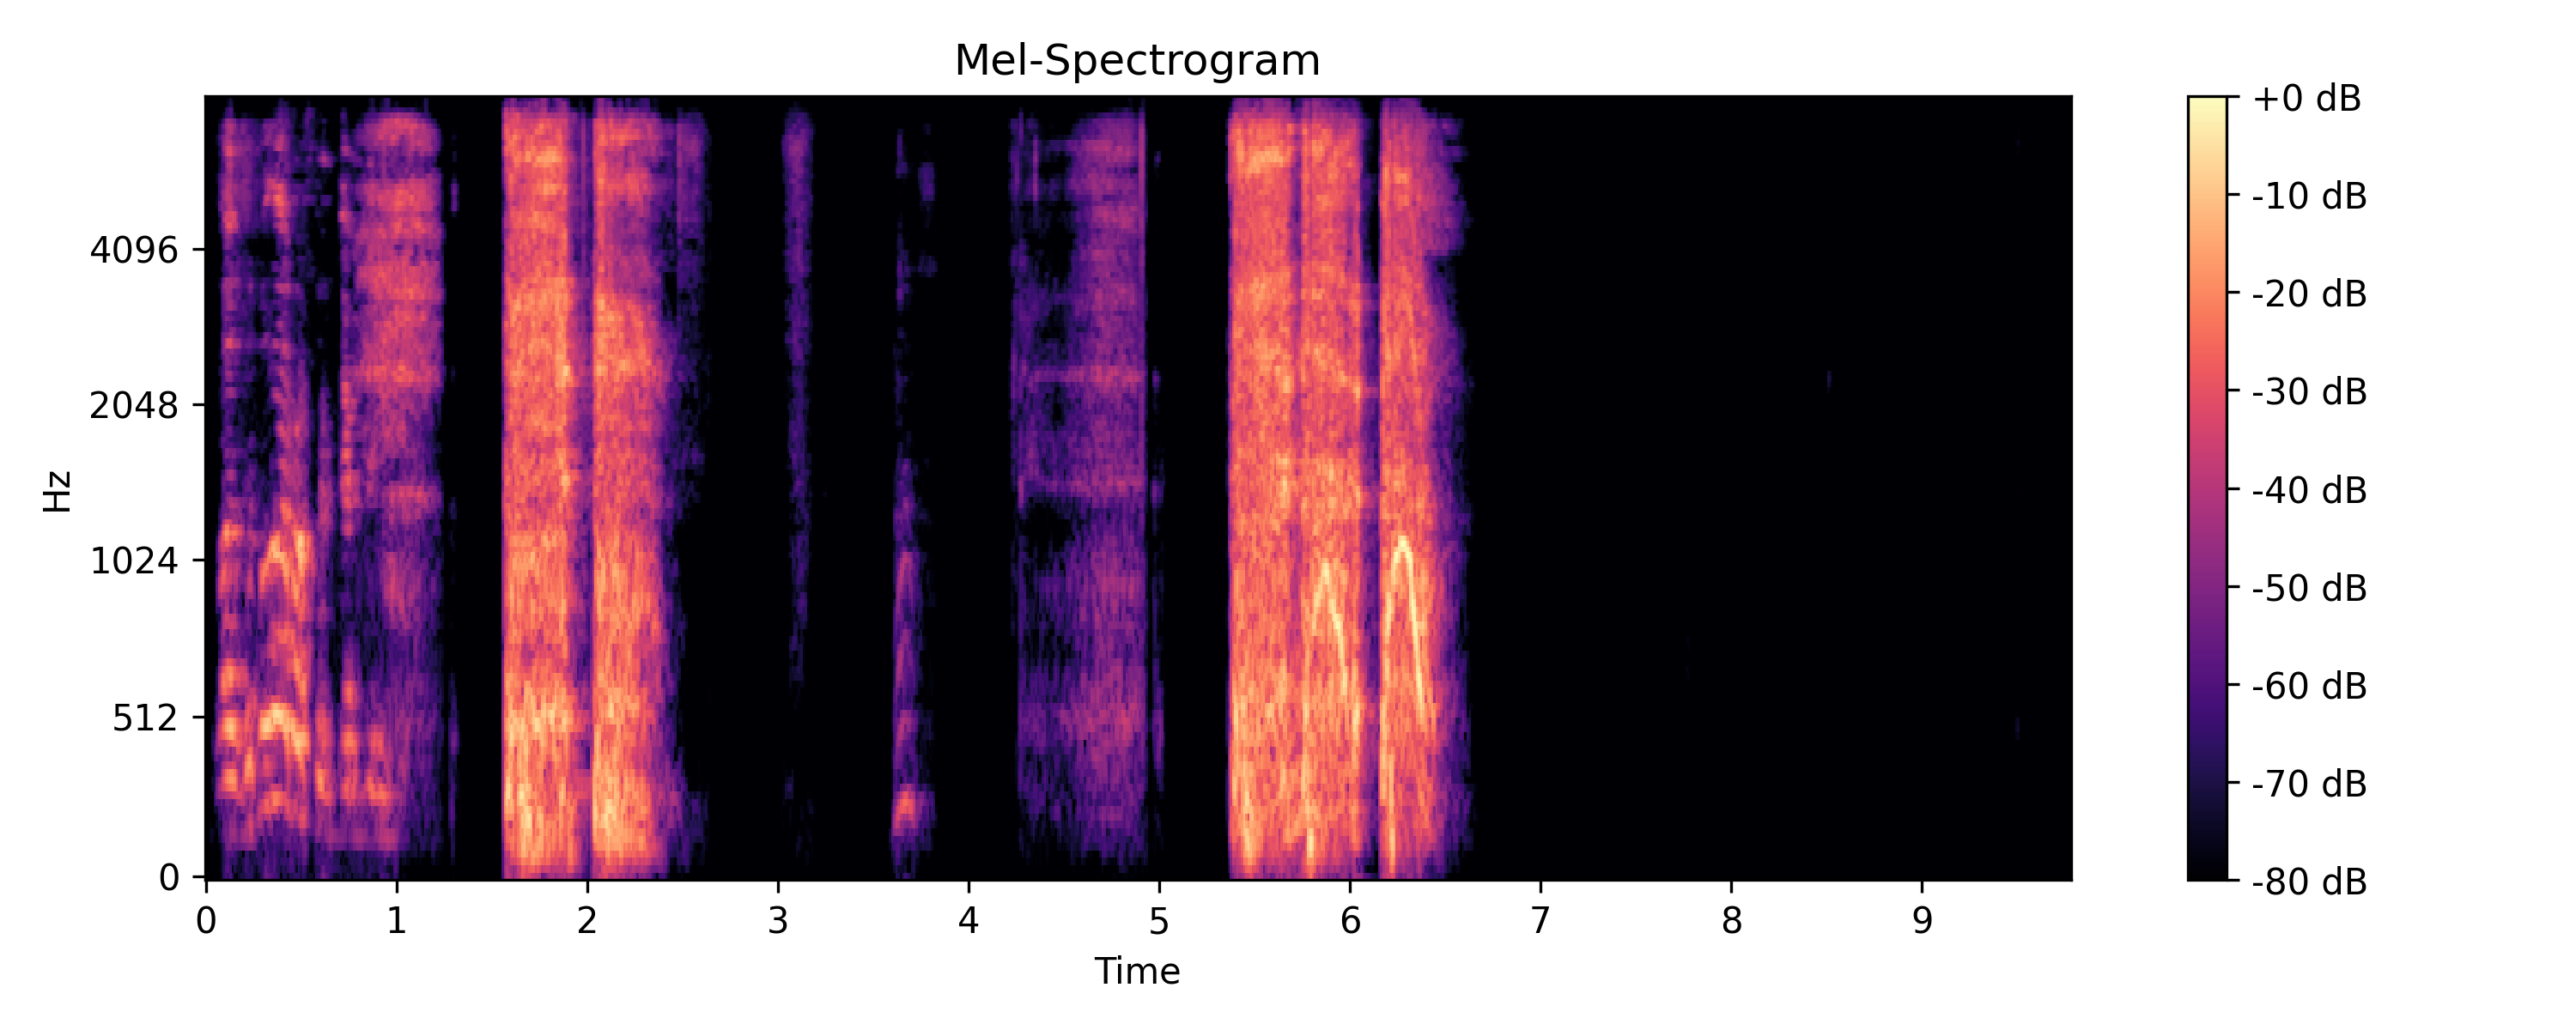 Mel-Spectrogram
Hz
4096
2048
1024
512
0
0 1 2 3 4 5 6 7 8 9
Time
+0 dB
-10 dB
-20 dB
-30 dB
-40 dB
-50 dB
-60 dB
-70 dB
-80 dB